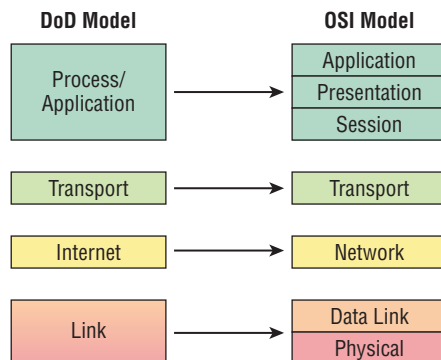 DoD Model
OSI Model
Process/
Application
Application
Presentation
Session
Transport
Transport
Internet
Network
Link
Data Link
Physical